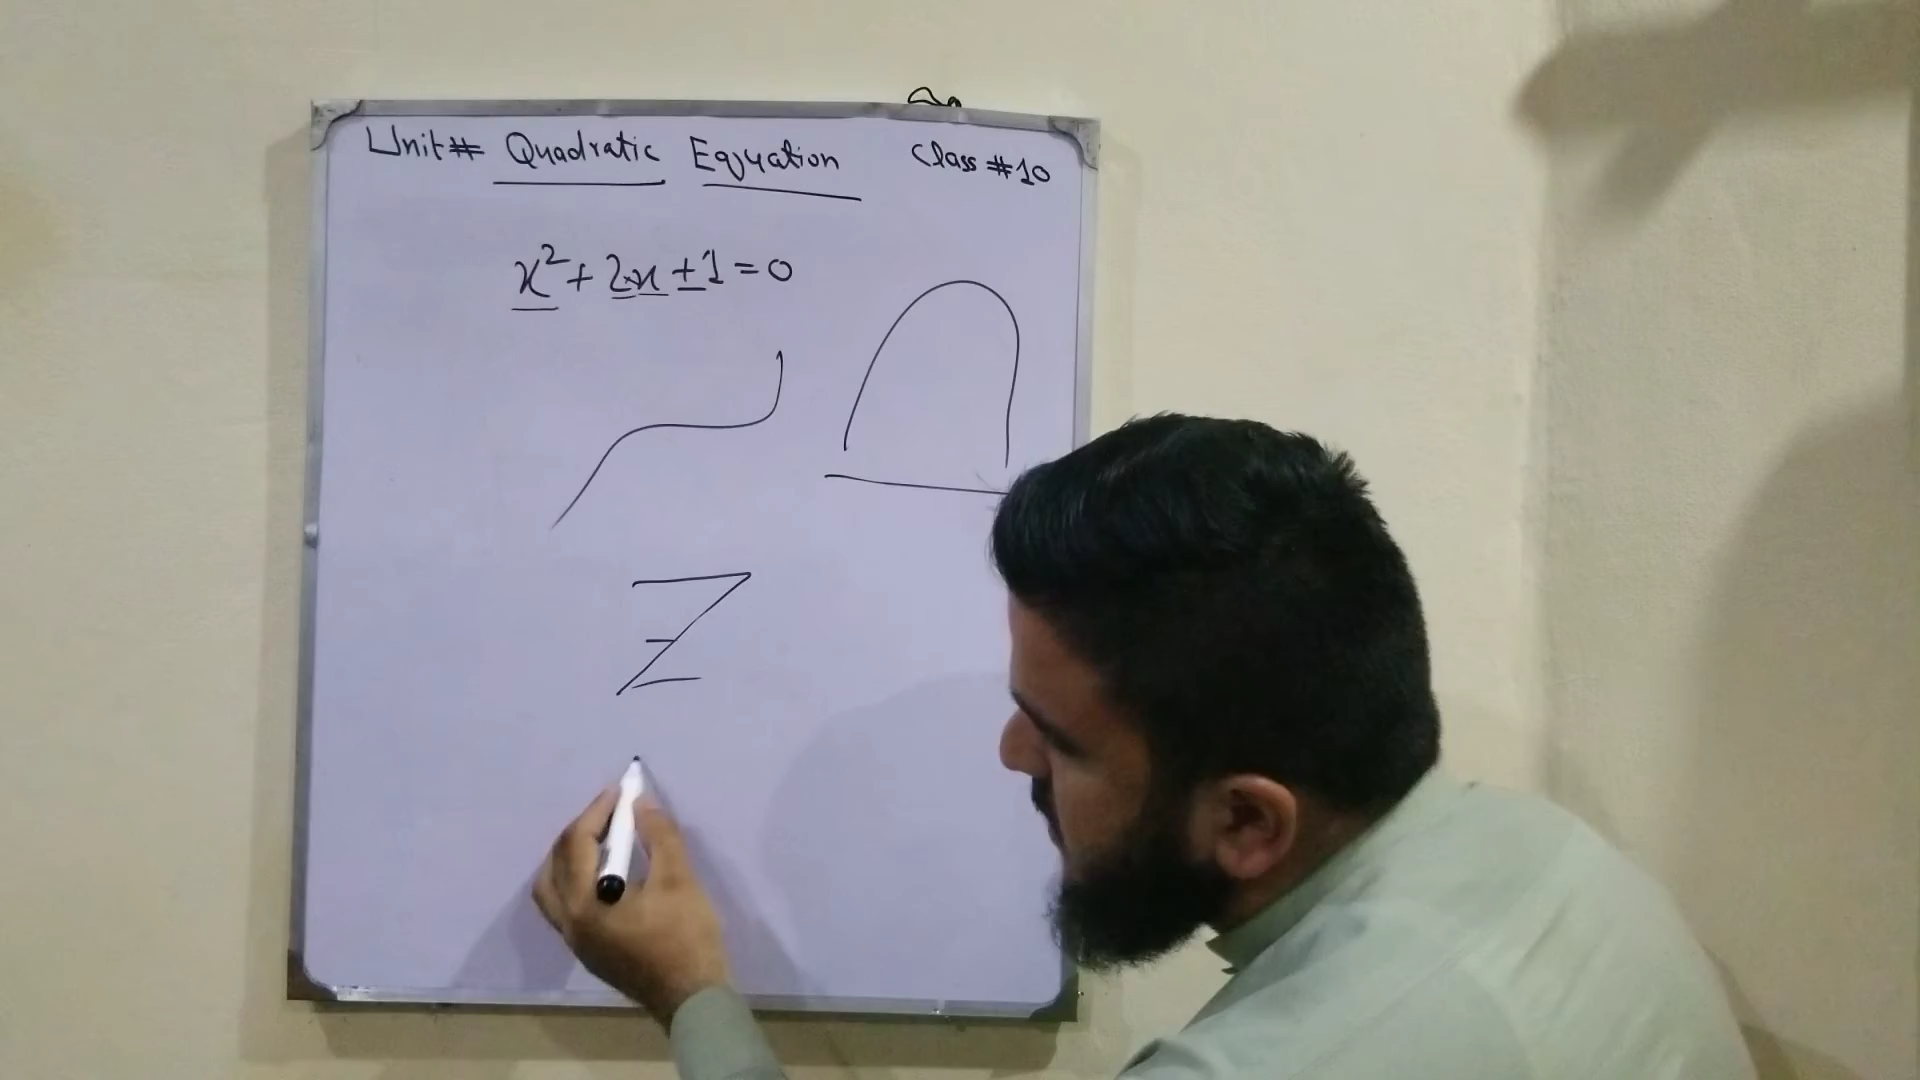 Unit# Quadratic Equation Class #10
x²+2x+1=0
Z